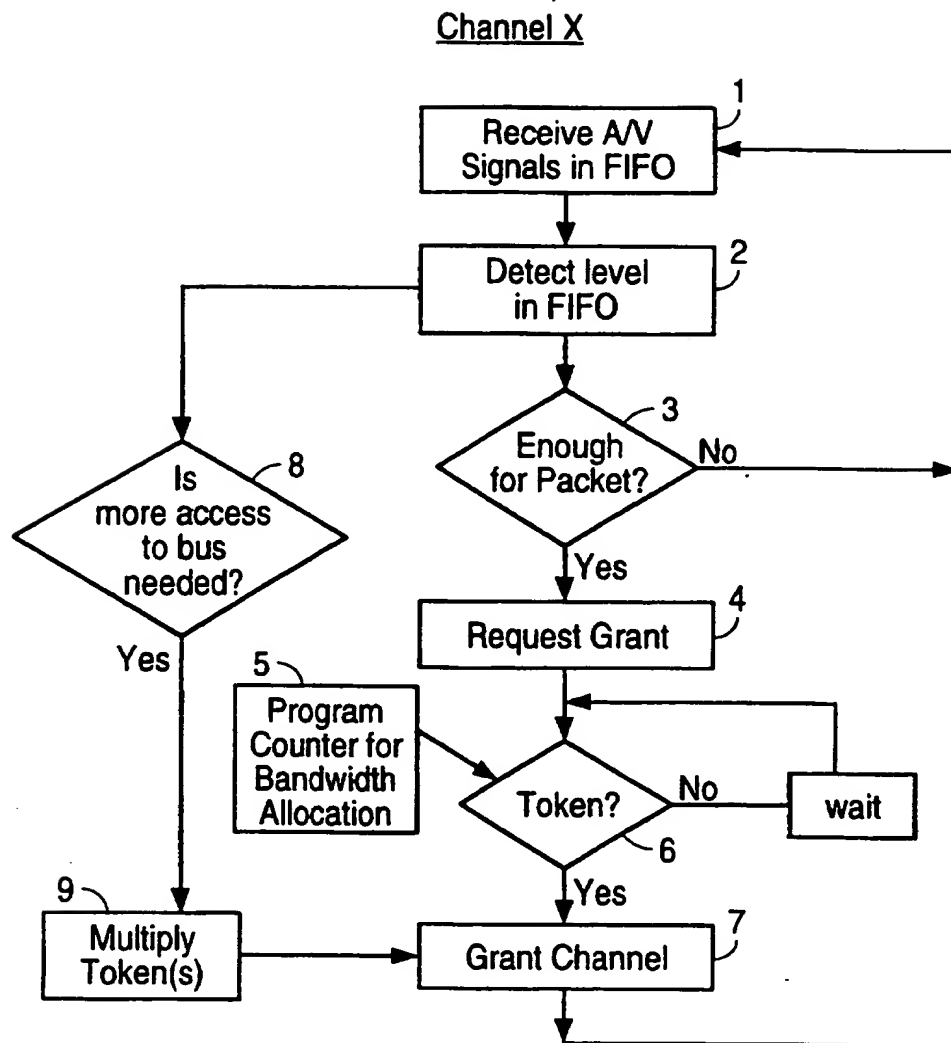 Channel X
1
Receive A/V
Signals in FIFO
2
Detect level
in FIFO
3
Enough
for Packet?
No
8
Is
more access
to bus
needed?
Yes
4
Request Grant
Yes
5
Program
Counter for
Bandwidth
Allocation
Token?
No
wait
6
Yes
9
Multiply
Token(s)
7
Grant Channel